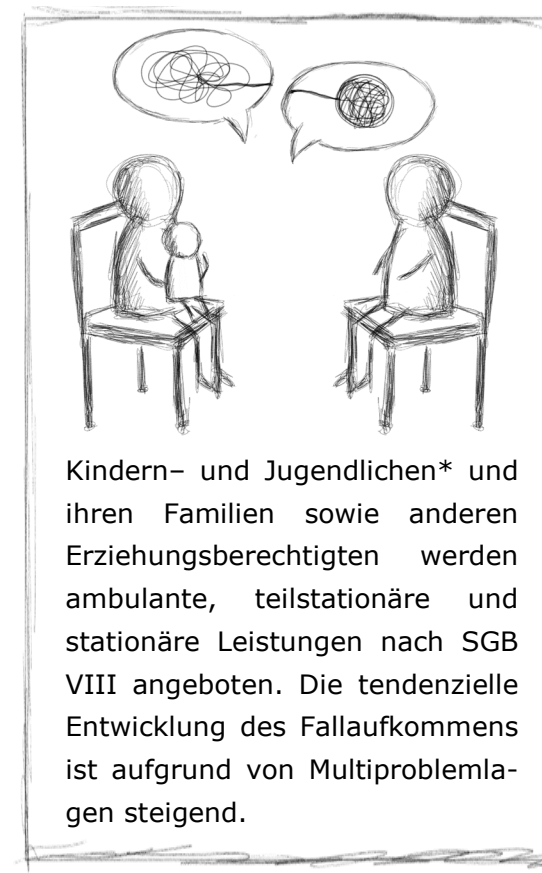 Kindern– und Jugendlichen* und
ihren Familien sowie anderen
Erziehungsberechtigten werden
ambulante, teilstationäre und
stationäre Leistungen nach SGB
VIII angeboten. Die tendenzielle
Entwicklung des Fallaufkommens
ist aufgrund von Multiproblemla-
gen steigend.